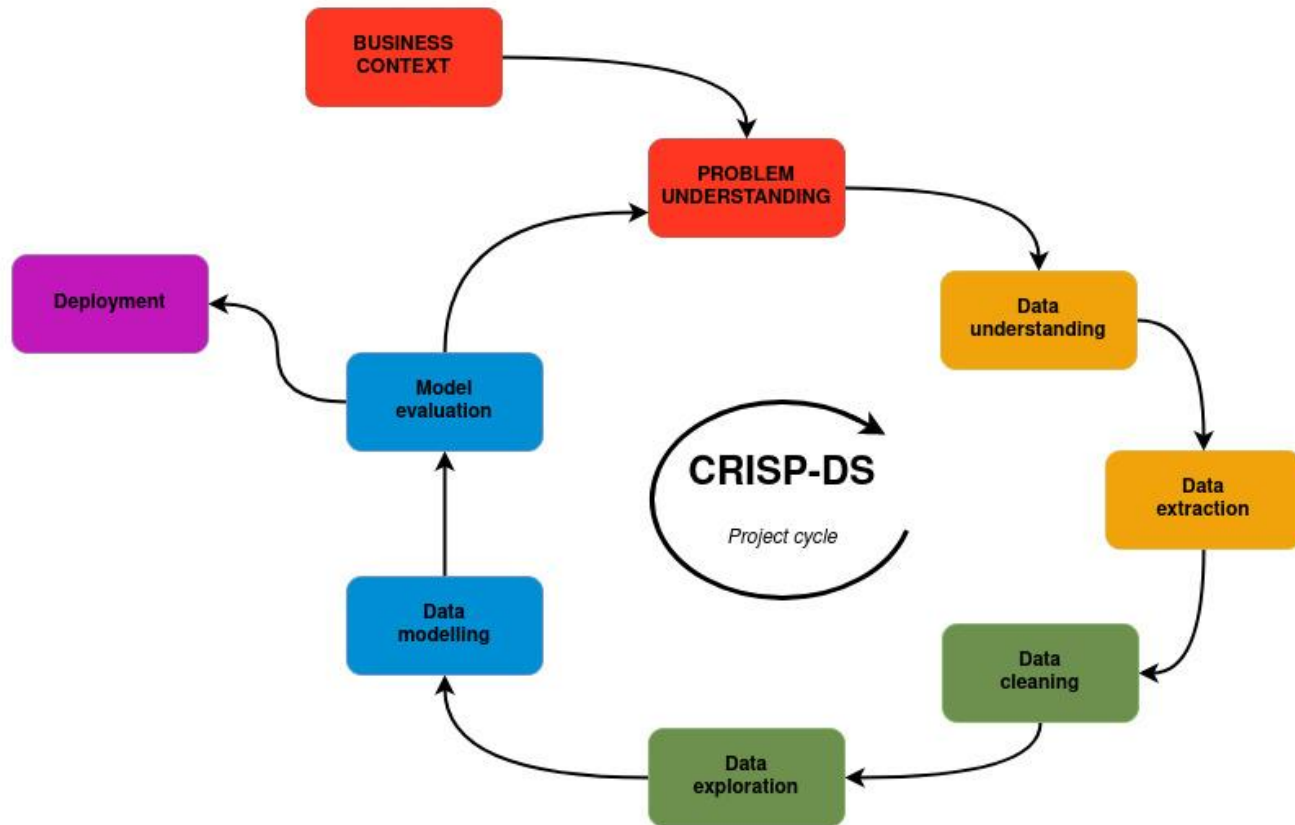 BUSINESS
CONTEXT
PROBLEM
UNDERSTANDING
Deployment
Data
understanding
Model
evaluation
CRISP-DS
Project cycle
Data
extraction
Data
modelling
Data
cleaning
Data
exploration